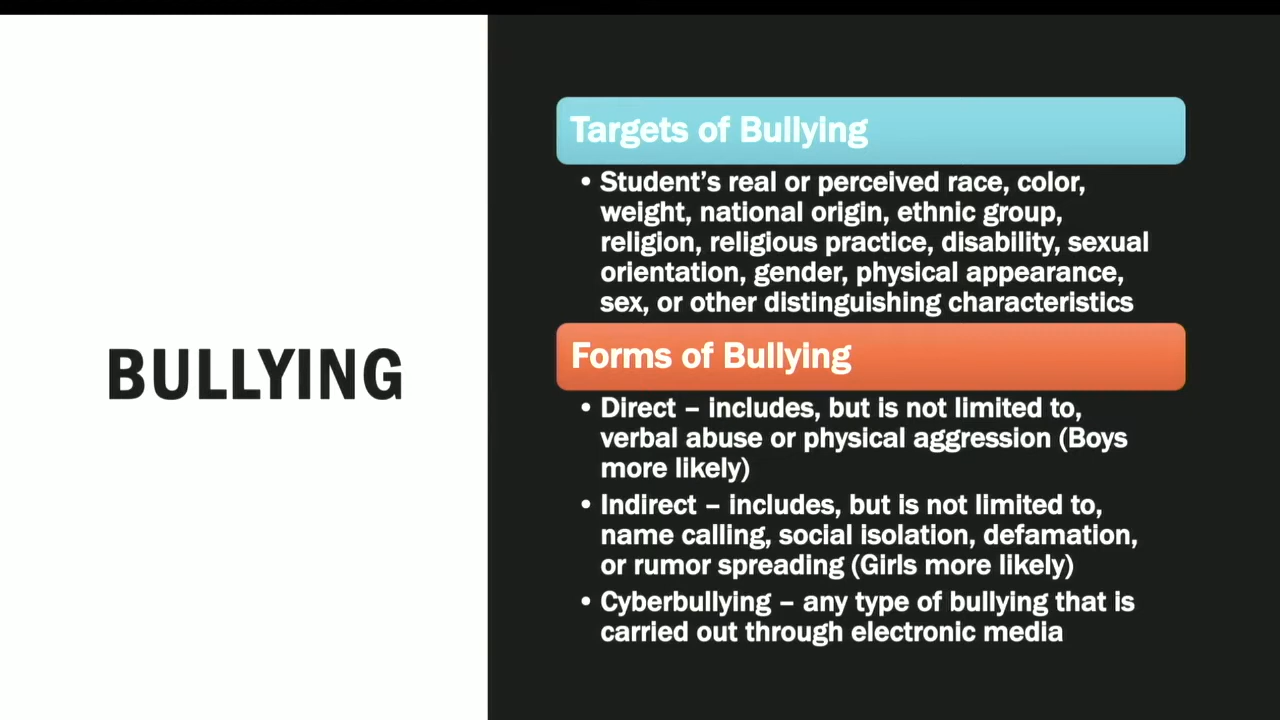 BULLYING
Targets of Bullying
• Student's real or perceived race, color,
weight, national origin, ethnic group,
religion, religious practice, disability, sexual
orientation, gender, physical appearance,
sex, or other distinguishing characteristics
Forms of Bullying
• Direct – includes, but is not limited to,
verbal abuse or physical aggression (Boys
more likely)
• Indirect – includes, but is not limited to,
name calling, social isolation, defamation,
or rumor spreading (Girls more likely)
• Cyberbullying – any type of bullying that is
carried out through electronic media